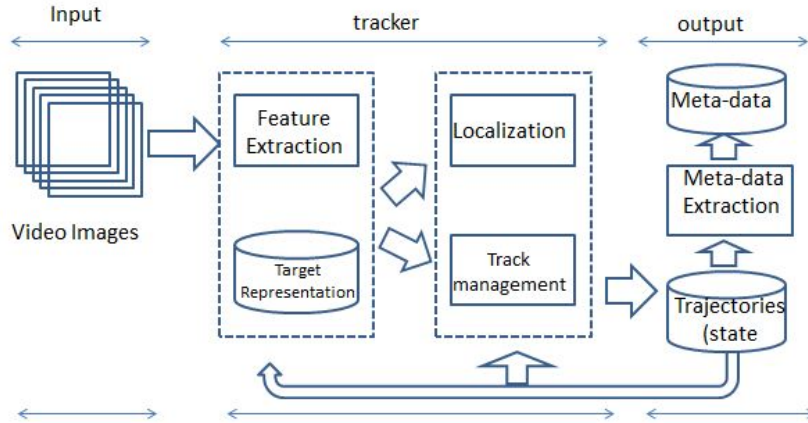 Input
tracker
output
Feature
Extraction
Localization
Meta-data
Meta-data
Extraction
Video Images
Target
Representation
Track
management
Trajectories
(state